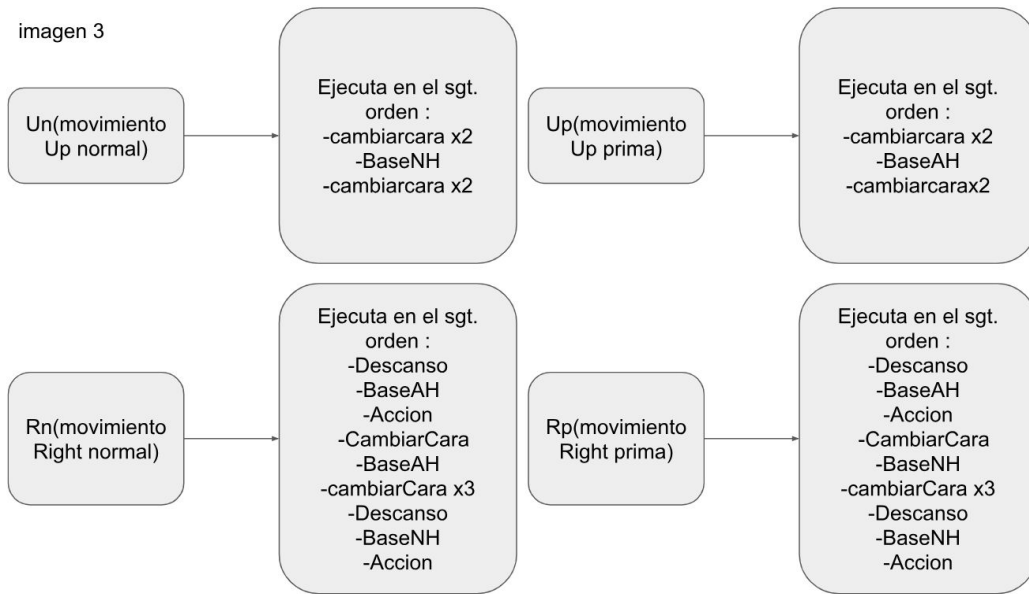 imagen 3
Un(movimiento
Up normal)
Ejecuta en el sgt.
orden :
-cambiarcara x2
-BaseNH
-cambiarcara x2
Up(movimiento
Up prima)
Ejecuta en el sgt.
orden :
-cambiarcara x2
-BaseAH
-cambiarcarax2
Rn(movimiento
Right normal)
Ejecuta en el sgt.
orden :
-Descanso
-BaseAH
-Accion
-CambiarCara
-BaseAH
-cambiarCara x3
-Descanso
-BaseNH
-Accion
Rp(movimiento
Right prima)
Ejecuta en el sgt.
orden :
-Descanso
-BaseAH
-Accion
-CambiarCara
-BaseNH
-cambiarCara x3
-Descanso
-BaseNH
-Accion